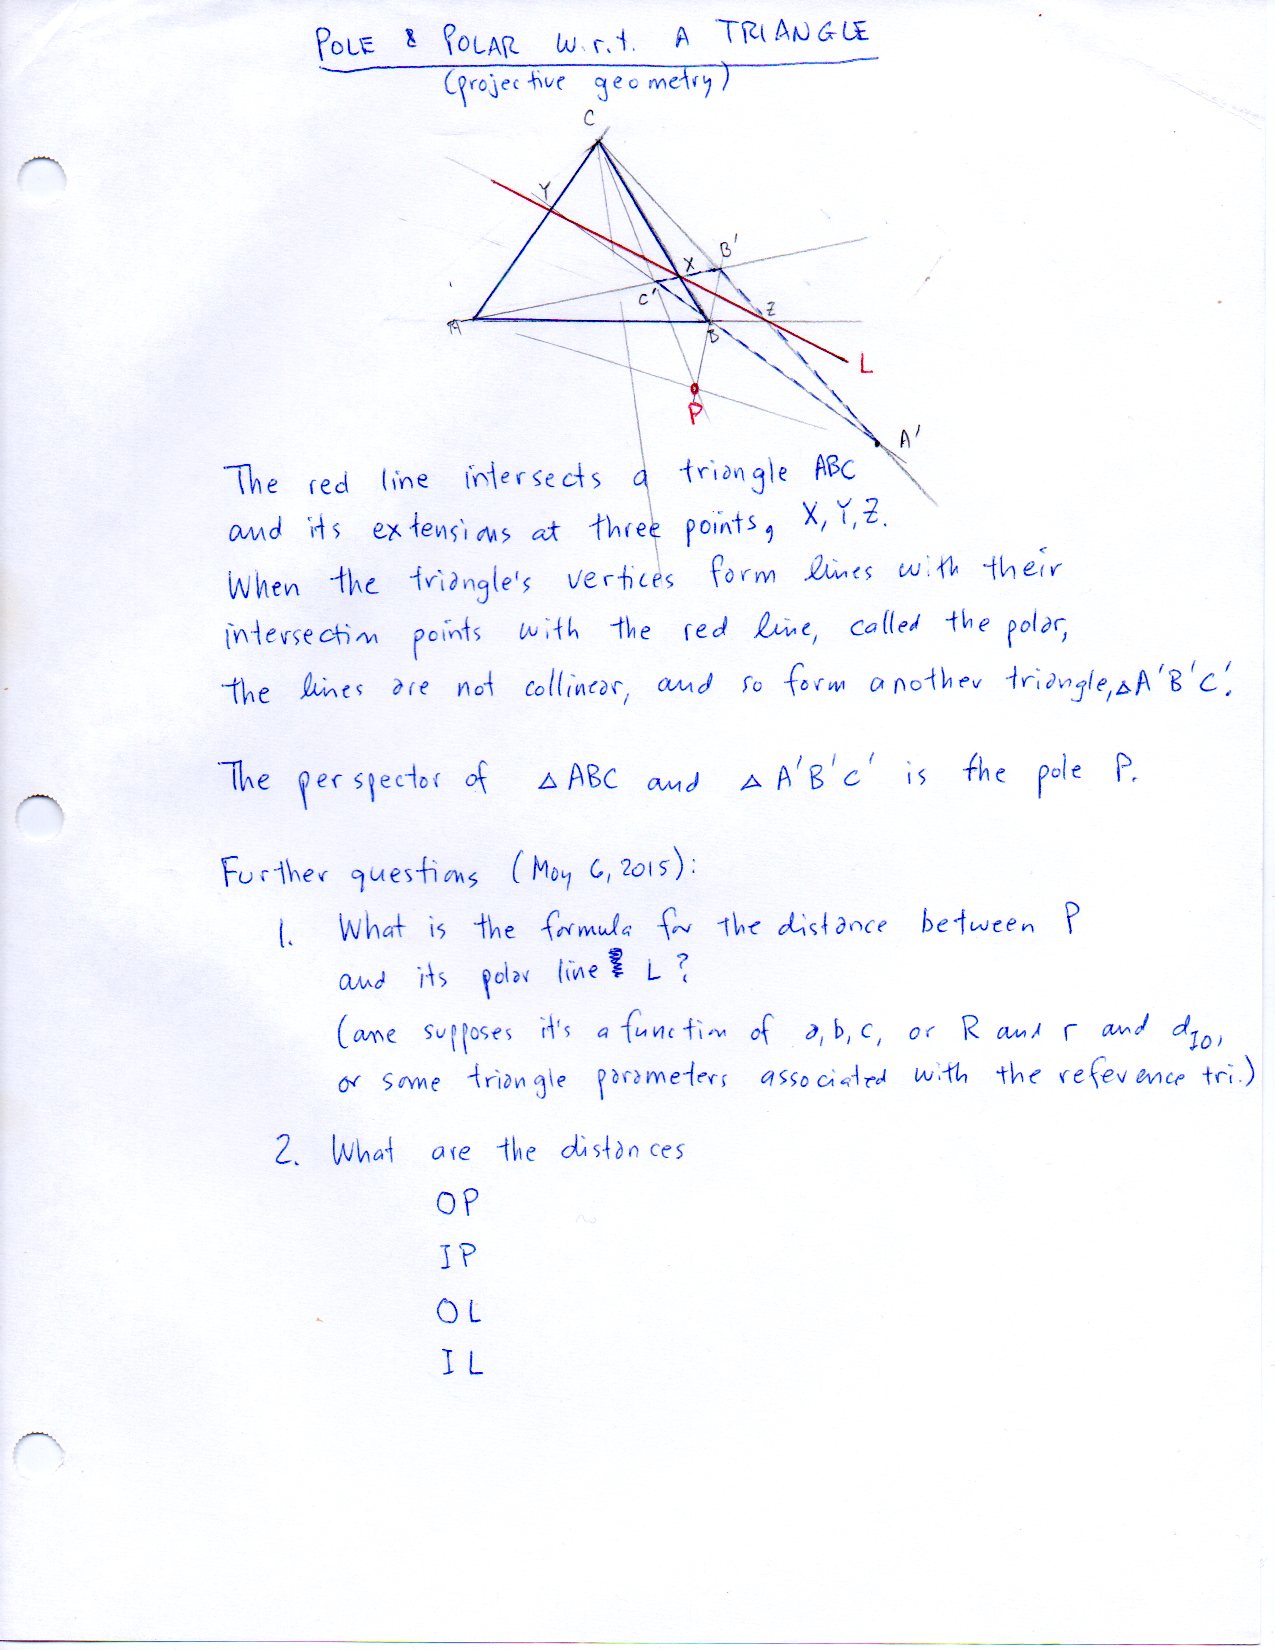 POLE & POLAR w.r.t. A TRIANGLE
(projective geometry)
C
Y
B'
X
C'
Z
A
B
L
P
A'
The red line intersects a triangle ABC
and its extensions at three points, X, Y, Z.
When the triangle's vertices form lines with their
intersection points with the red line, called the polar,
the lines are not collinear, and so form another triangle, △A'B'C'.
The perspector of △ABC and △A'B'C' is the pole P.
Further questions (May 6, 2015):
1. What is the formula for the distance between P
and its polar line L?
(one supposes it's a function of a, b, c, or R and r and d_IO,
or some triangle parameters associated with the reference tri.)
2. What are the distances
OP
IP
OL
IL